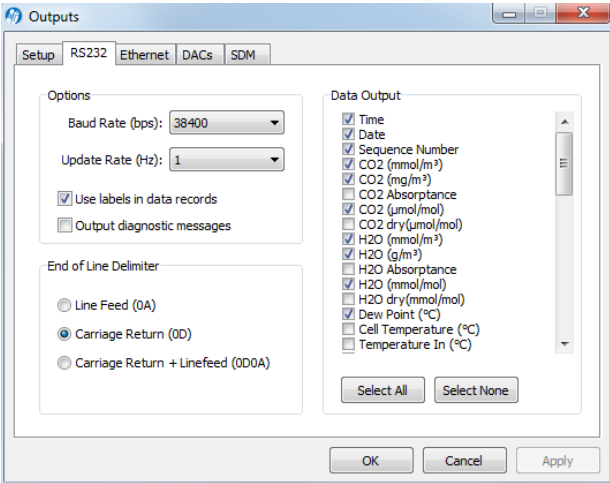 Outputs
Setup RS232 Ethernet DACs SDM
Options
Baud Rate (bps): 38400
Update Rate (Hz): 1
Use labels in data records
Output diagnostic messages
End of Line Delimiter
Line Feed (0A)
Carriage Return (0D)
Carriage Return + Linefeed (0D0A)
Data Output
Time
Date
Sequence Number
CO2 (mmol/m³)
CO2 (mg/m³)
CO2 Absorptance
CO2 (µmol/mol)
CO2 dry(µmol/mol)
H2O (mmol/m³)
H2O (g/m³)
H2O Absorptance
H2O (mmol/mol)
H2O dry(mmol/mol)
Dew Point (°C)
Cell Temperature (°C)
Temperature In (°C)
Select All Select None
OK Cancel Apply